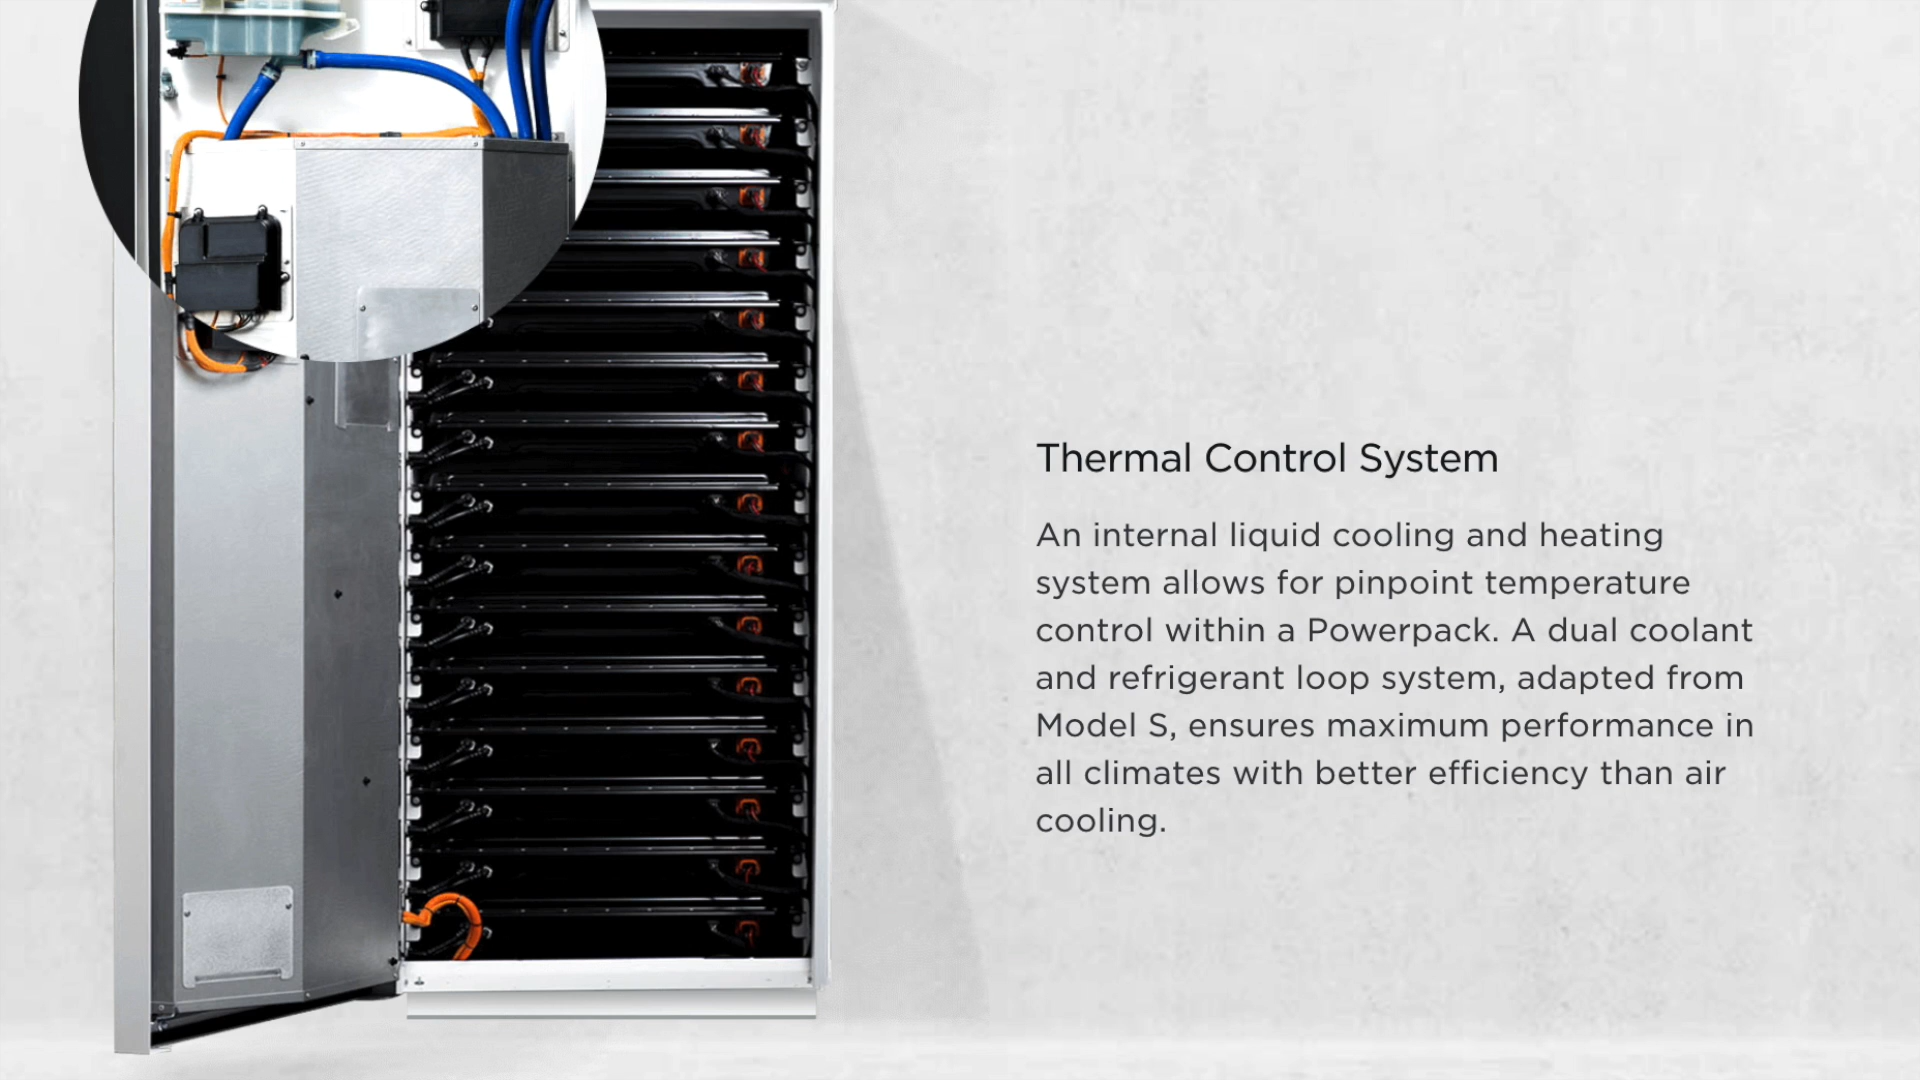 Thermal Control System
An internal liquid cooling and heating
system allows for pinpoint temperature
control within a Powerpack. A dual coolant
and refrigerant loop system, adapted from
Model S, ensures maximum performance in
all climates with better efficiency than air
cooling.